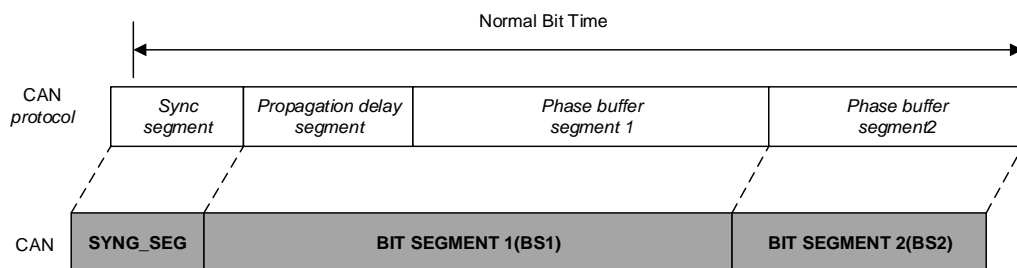 Normal Bit Time
CAN
protocol
Sync
segment
Propagation delay
segment
Phase buffer
segment 1
Phase buffer
segment2
CAN
SYNG_SEG
BIT SEGMENT 1(BS1)
BIT SEGMENT 2(BS2)